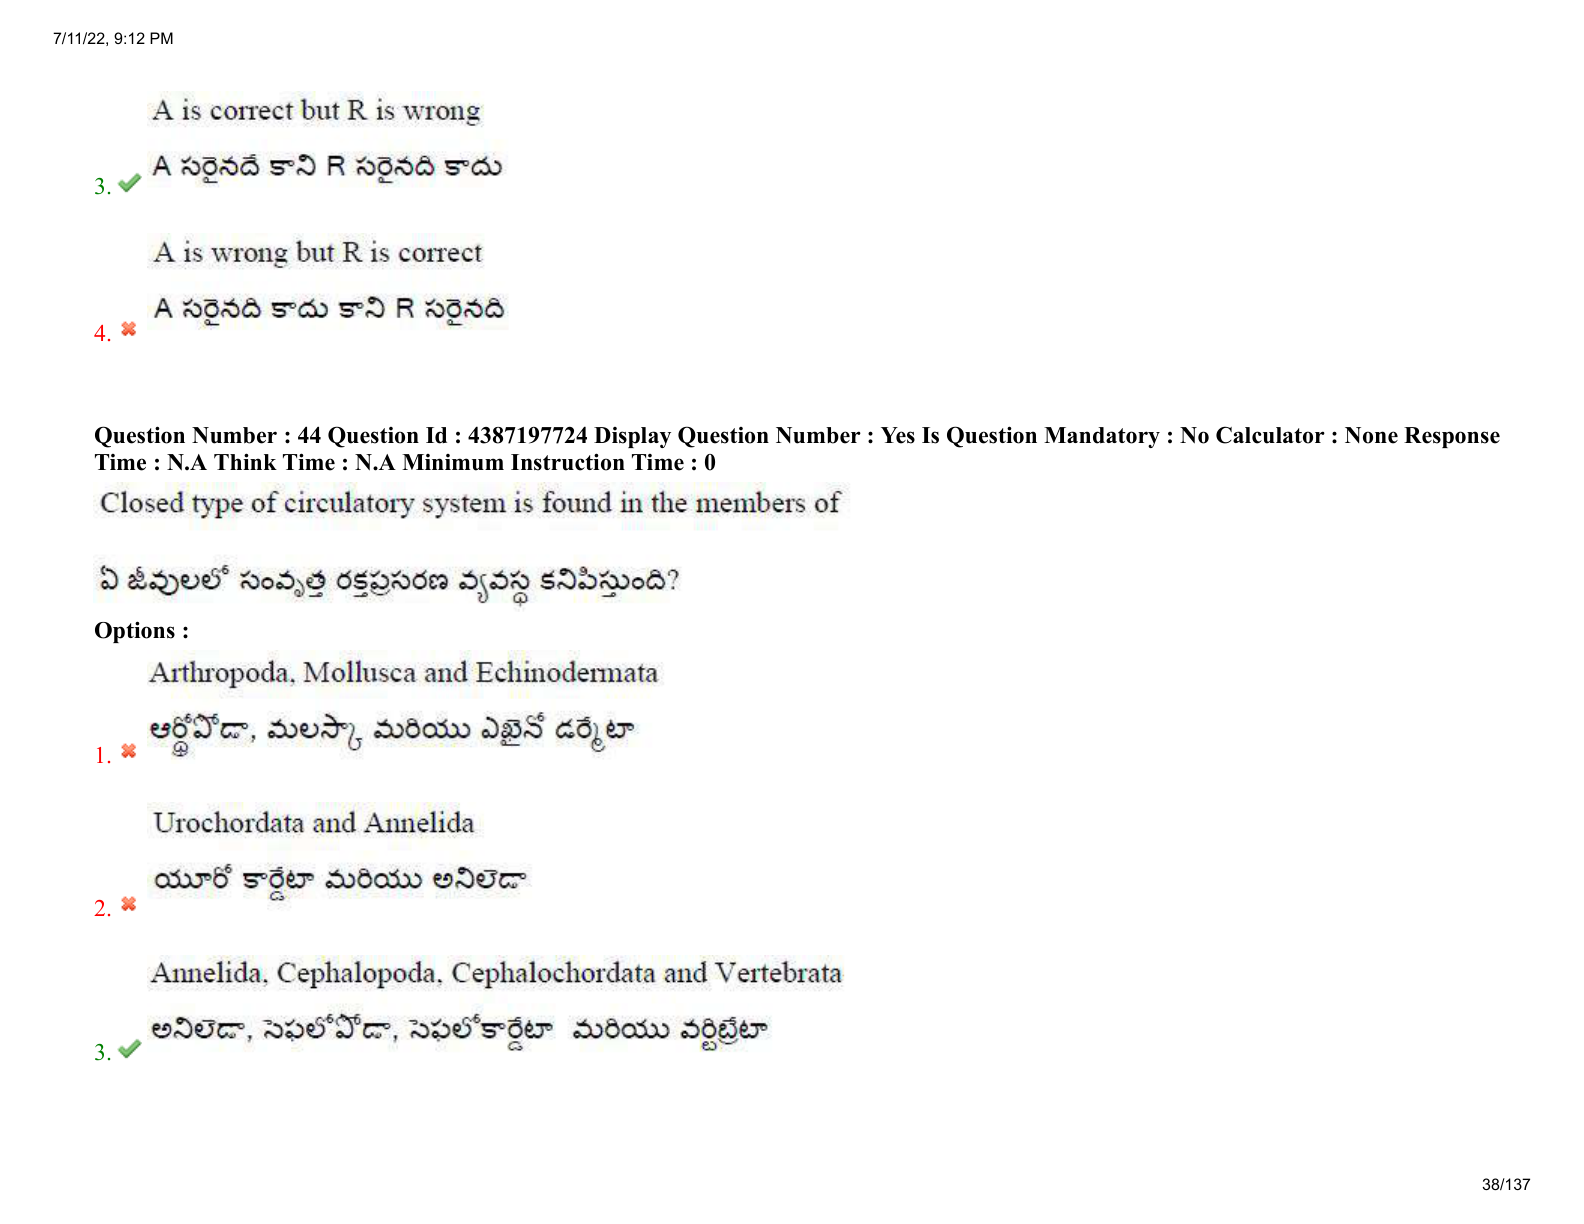 7/11/22, 9:12 PM
A is correct but R is wrong
A సరైనదే కాని R సరైనది కాదు
3.
A is wrong but R is correct
A సరైనది కాదు కాని R సరైనది
4.
Question Number : 44 Question Id : 4387197724 Display Question Number : Yes Is Question Mandatory : No Calculator : None Response
Time : N.A Think Time : N.A Minimum Instruction Time : 0
Closed type of circulatory system is found in the members of
ఏ జీవులలో సంవృత్త రక్తప్రసరణ వ్యవస్థ కనిపిస్తుంది?
Options :
Arthropoda, Mollusca and Echinodermata
ఆర్థ్రోపోడా, మలస్కా మరియు ఎఖైనో డర్మేటా
1.
Urochordata and Annelida
యూరో కార్డేటా మరియు అనిలెడా
2.
Annelida, Cephalopoda, Cephalochordata and Vertebrata
అనిలెడా, సెఫలోపోడా, సెఫలోకార్డేటా మరియు వర్టిబ్రేటా
3.
38/137